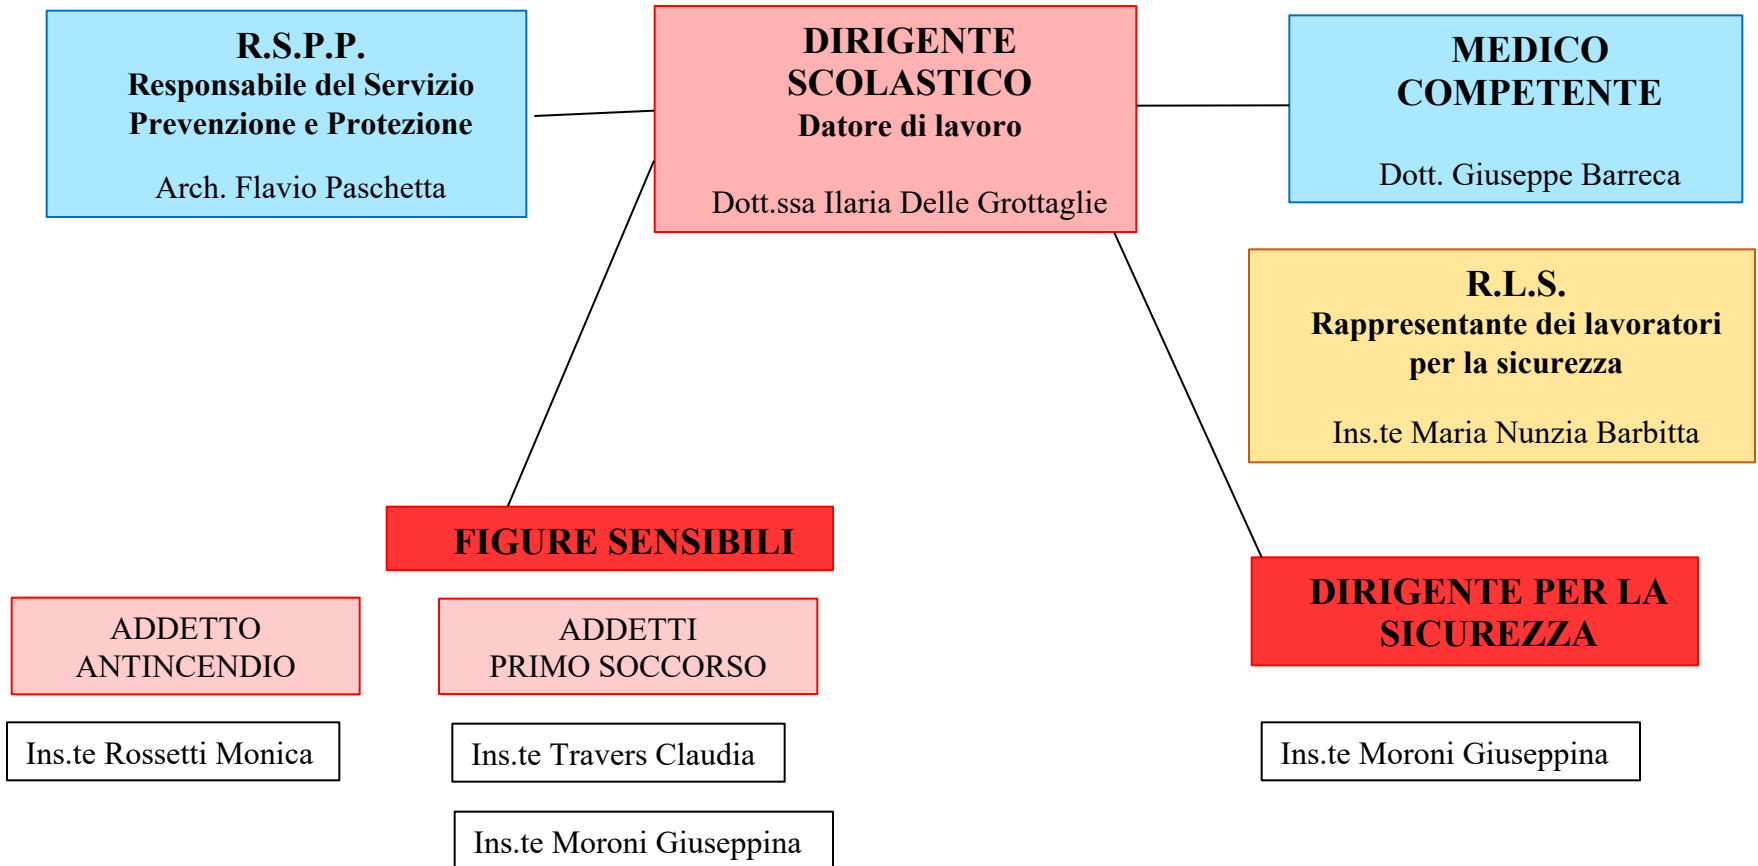 R.S.P.P.
Responsabile del Servizio
Prevenzione e Protezione
Arch. Flavio Paschetta
DIRIGENTE
SCOLASTICO
Datore di lavoro
Dott.ssa Ilaria Delle Grottaglie
MEDICO
COMPETENTE
Dott. Giuseppe Barreca
R.L.S.
Rappresentante dei lavoratori
per la sicurezza
Ins.te Maria Nunzia Barbitta
FIGURE SENSIBILI
ADDETTO
ANTINCENDIO
Ins.te Rossetti Monica
ADDETTI
PRIMO SOCCORSO
Ins.te Travers Claudia
Ins.te Moroni Giuseppina
DIRIGENTE PER LA
SICUREZZA
Ins.te Moroni Giuseppina